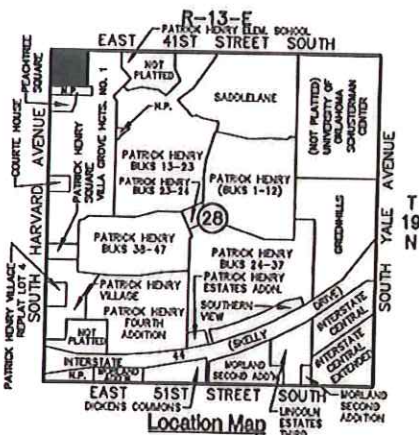 R-13-E
PATRICK HENRY ELEM. SCHOOL
EAST 41ST STREET SOUTH
PEACHTREE
SQUARE
N.P.
NOT
PLATTED
N.P.
SADDLELANE
(NOT PLATTED)
UNIVERSITY OF
OKLAHOMA
SCHUSTERMAN
CENTER
COURTE HOUSE
SOUTH HARVARD AVENUE
PATRICK HENRY
SQUARE
VILLA GROVE HGTS. NO. 1
PATRICK HENRY
BLKS 13-23
PATRICK HENRY
BLKS 23-24
PATRICK HENRY
(BLKS 1-12)
28
GREENHILLS
SOUTH YALE AVENUE
T
19
N
PATRICK HENRY
BLKS 38-47
PATRICK HENRY
BLKS 24-37
PATRICK HENRY
ESTATES ADDN.
SOUTHERN
VIEW
PATRICK HENRY VILLAGE
REPLAT LOT 4
PATRICK HENRY
VILLAGE
PATRICK HENRY
FOURTH
ADDITION
NOT
PLATTED
INTERSTATE 44 (SKELLY DRIVE)
INTERSTATE
CENTRAL
INTERSTATE
CENTRAL
EXTENDED
N.P.
MORLAND
ADD'N
MORLAND
SECOND ADD'N
EAST 51ST STREET SOUTH
DICKENS COMMONS
LINCOLN
ESTATES
THIRD
MORLAND
SECOND
ADDITION
Location Map